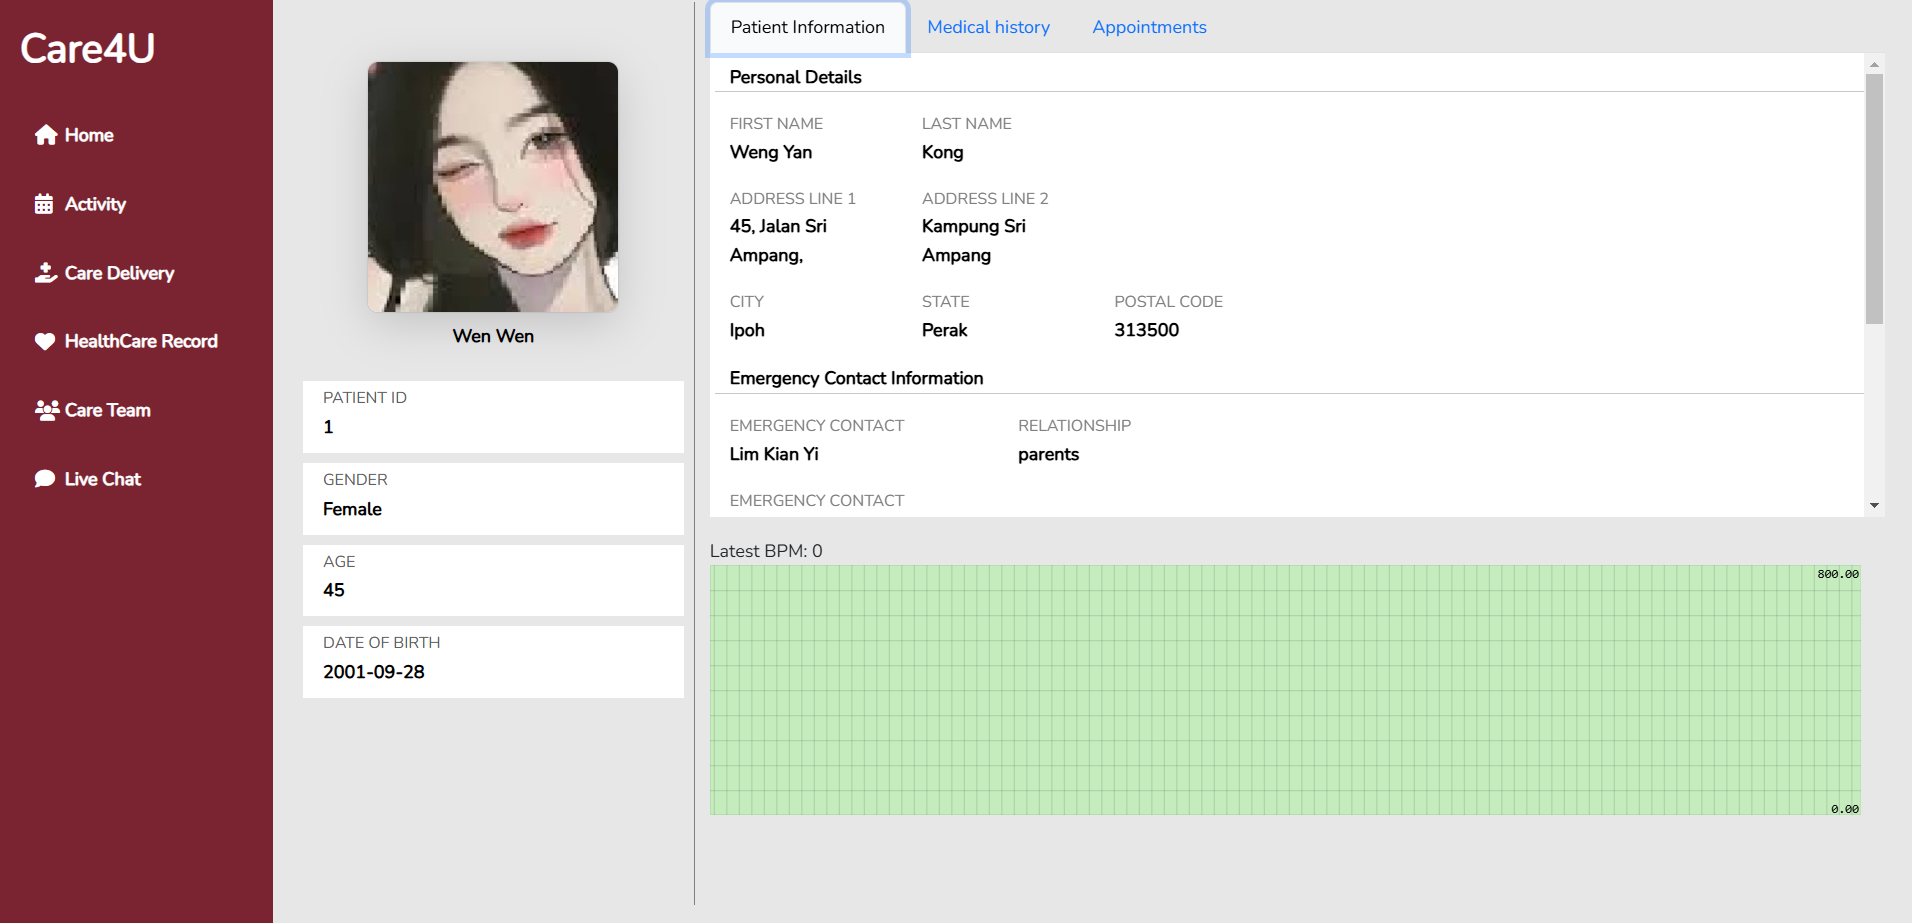 Care4U
Home
Activity
Care Delivery
HealthCare Record
Care Team
Live Chat
Wen Wen
PATIENT ID
1
GENDER
Female
AGE
45
DATE OF BIRTH
2001-09-28
Patient Information Medical history Appointments
Personal Details
FIRST NAME LAST NAME
Weng Yan Kong
ADDRESS LINE 1 ADDRESS LINE 2
45, Jalan Sri Kampung Sri
Ampang, Ampang
CITY STATE POSTAL CODE
Ipoh Perak 313500
Emergency Contact Information
EMERGENCY CONTACT RELATIONSHIP
Lim Kian Yi parents
EMERGENCY CONTACT
Latest BPM: 0
800.00
0.00